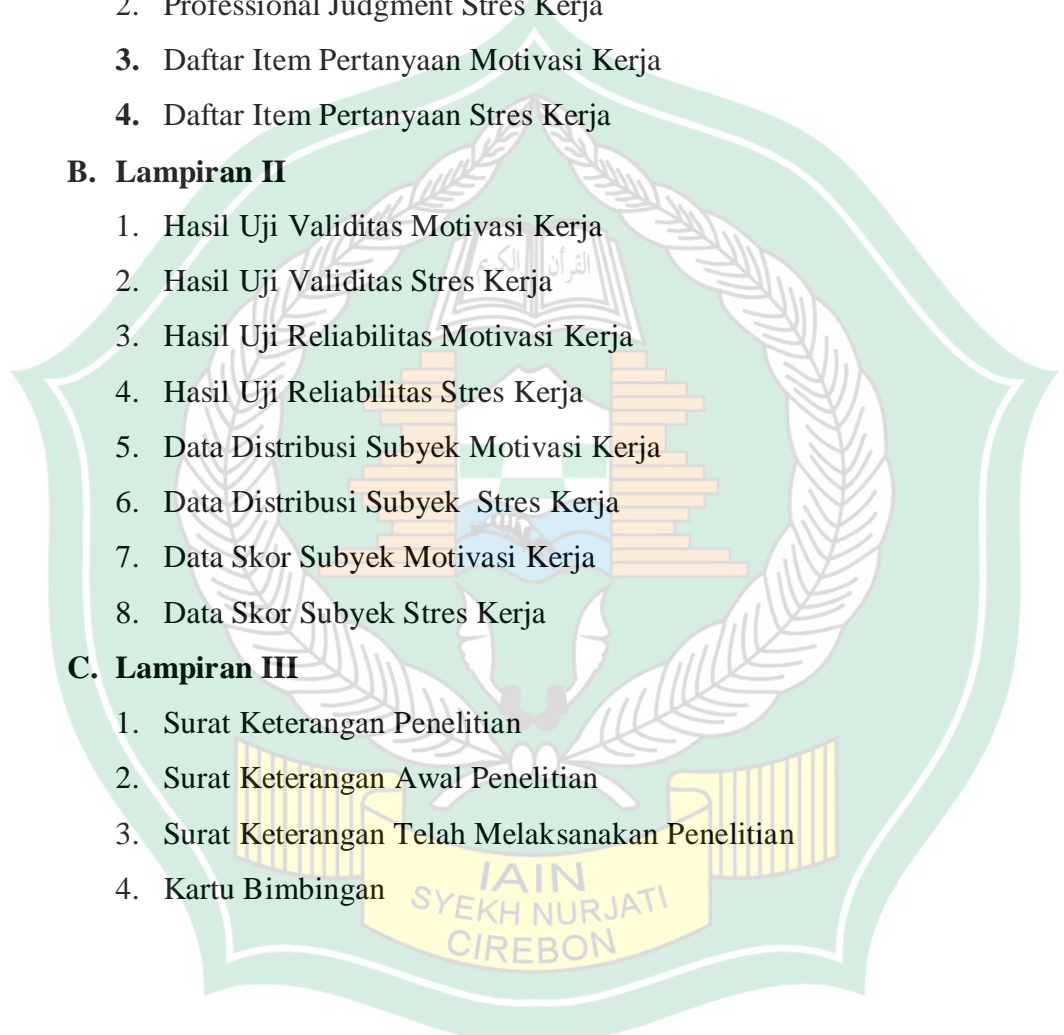 2. Professional Judgment Stres Kerja
3. Daftar Item Pertanyaan Motivasi Kerja
4. Daftar Item Pertanyaan Stres Kerja
B. Lampiran II
1. Hasil Uji Validitas Motivasi Kerja
2. Hasil Uji Validitas Stres Kerja
القرآن الكريم
3. Hasil Uji Reliabilitas Motivasi Kerja
4. Hasil Uji Reliabilitas Stres Kerja
5. Data Distribusi Subyek Motivasi Kerja
6. Data Distribusi Subyek Stres Kerja
7. Data Skor Subyek Motivasi Kerja
8. Data Skor Subyek Stres Kerja
C. Lampiran III
1. Surat Keterangan Penelitian
2. Surat Keterangan Awal Penelitian
3. Surat Keterangan Telah Melaksanakan Penelitian
4. Kartu Bimbingan
IAIN
SYEKH NURJATI
CIREBON